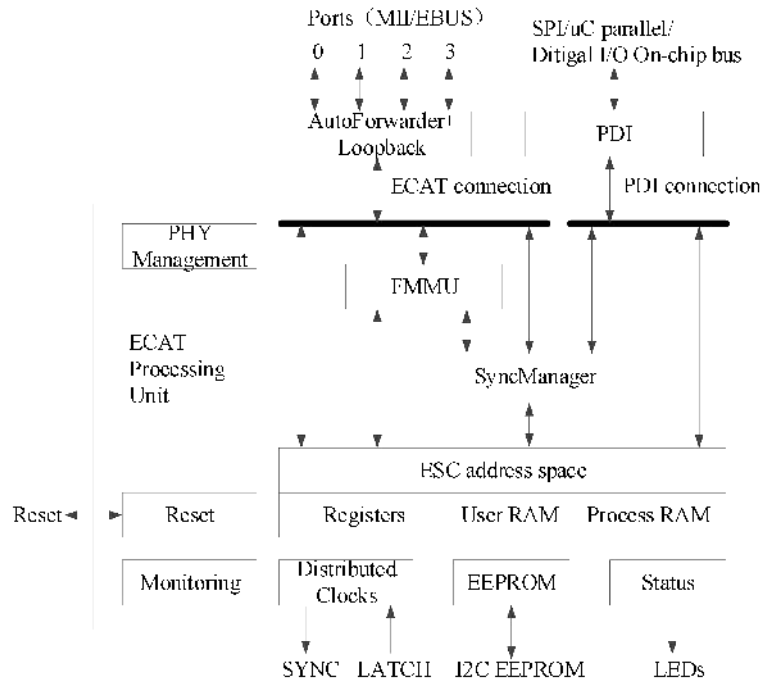 Ports（MII/EBUS）
0 1 2 3
SPI/uC parallel/
Ditigal I/O On-chip bus
AutoForwarder+
Loopback
PDI
ECAT connection
PDI connection
PHY
Management
FMMU
ECAT
Processing
Unit
SyncManager
ESC address space
Reset
Reset
Registers
User RAM
Process RAM
Monitoring
Distributed
Clocks
EEPROM
Status
SYNC
LATCH
I2C EEPROM
LEDs